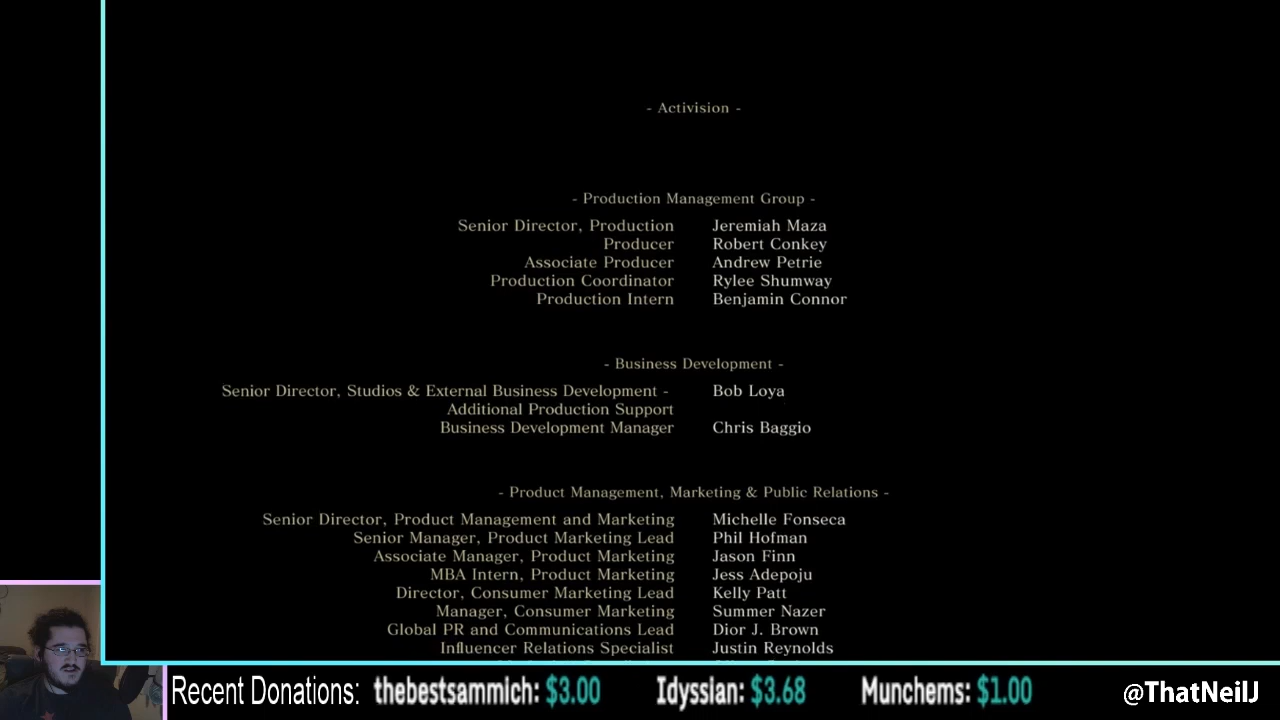 - Activision -
- Production Management Group -
Senior Director, Production Jeremiah Maza
Producer Robert Conkey
Associate Producer Andrew Petrie
Production Coordinator Rylee Shumway
Production Intern Benjamin Connor
- Business Development -
Senior Director, Studios & External Business Development - Bob Loya
Additional Production Support
Business Development Manager Chris Baggio
- Product Management, Marketing & Public Relations -
Senior Director, Product Management and Marketing Michelle Fonseca
Senior Manager, Product Marketing Lead Phil Hofman
Associate Manager, Product Marketing Jason Finn
MBA Intern, Product Marketing Jess Adepoju
Director, Consumer Marketing Lead Kelly Patt
Manager, Consumer Marketing Summer Nazer
Global PR and Communications Lead Dior J. Brown
Influencer Relations Specialist Justin Reynolds
Recent Donations: thebestsammich: $3.00 Idyssian: $3.68 Munchems: $1.00 @ThatNeilJ